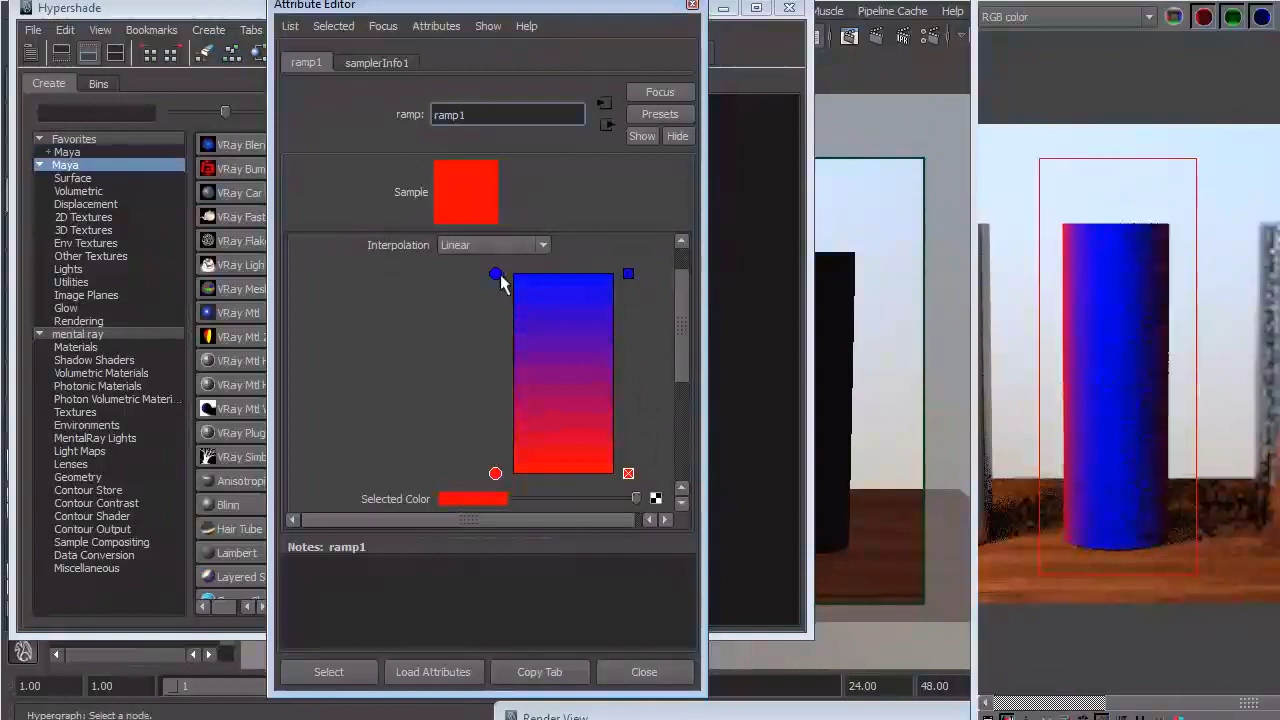 Hypershade
File Edit View Bookmarks Create Tabs
Create Bins
Favorites
+ Maya
Maya
Surface
Volumetric
Displacement
2D Textures
3D Textures
Env Textures
Other Textures
Lights
Utilities
Image Planes
Glow
Rendering
mental ray
Materials
Shadow Shaders
Volumetric Materials
Photonic Materials
Photon Volumetric Materi...
Textures
Environments
MentalRay Lights
Light Maps
Lenses
Geometry
Contour Store
Contour Contrast
Contour Shader
Contour Output
Sample Compositing
Data Conversion
Miscellaneous
VRay Blen
VRay Bum
VRay Car
VRay Fast
VRay Flak
VRay Ligh
VRay Mes
VRay Mtl
VRay Mtl 2
VRay Mtl H
VRay Mtl H
VRay Mtl V
VRay Plug
VRay Simb
Anisotropi
Blinn
Hair Tube
Lambert
Layered S
Attribute Editor
List Selected Focus Attributes Show Help
ramp1 samplerInfo1
ramp: ramp1
Focus
Presets
Show Hide
Sample
Interpolation Linear
Selected Color
Notes: ramp1
Select Load Attributes Copy Tab Close
Muscle Pipeline Cache Help
RGB color
1.00 1.00 1 24.00 48.00
Hypergraph: Select a node.
Render View